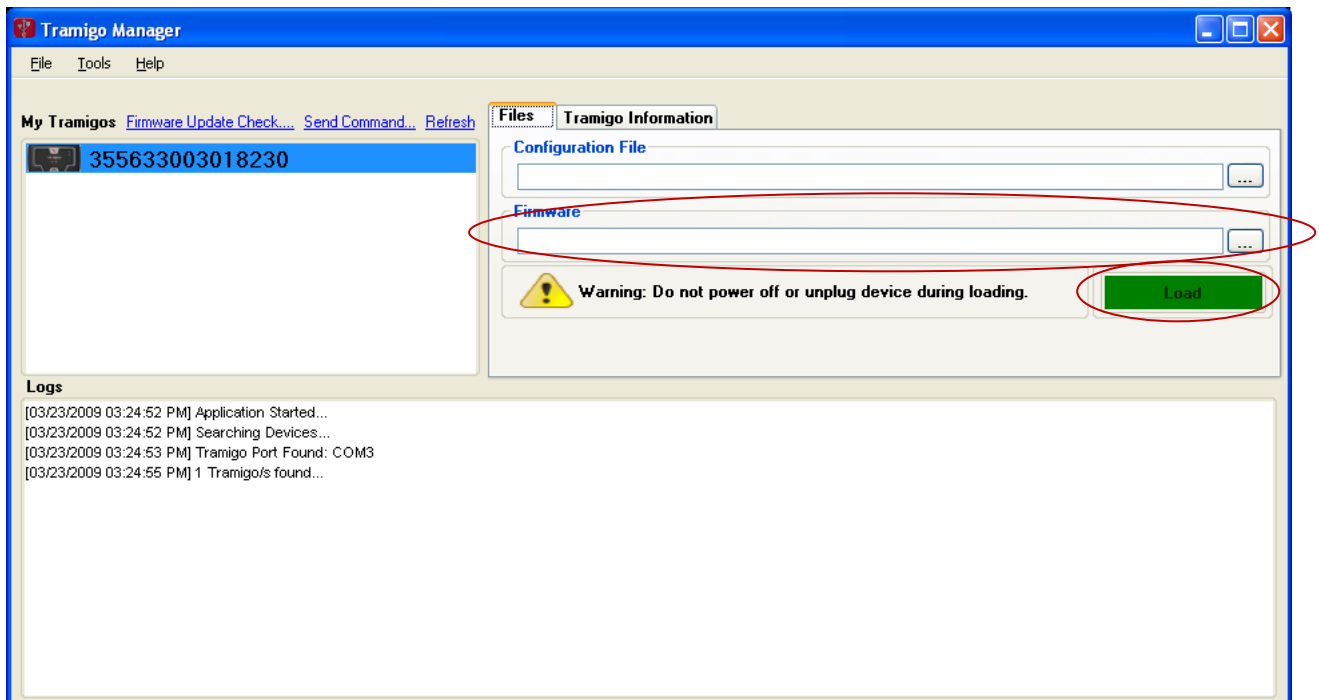 Tramigo Manager
File Tools Help
My Tramigos Firmware Update Check.... Send Command... Refresh
355633003018230
Files Tramigo Information
Configuration File
...
Firmware
...
Warning: Do not power off or unplug device during loading.
Load
Logs
[03/23/2009 03:24:52 PM] Application Started...
[03/23/2009 03:24:52 PM] Searching Devices...
[03/23/2009 03:24:53 PM] Tramigo Port Found: COM3
[03/23/2009 03:24:55 PM] 1 Tramigo/s found...